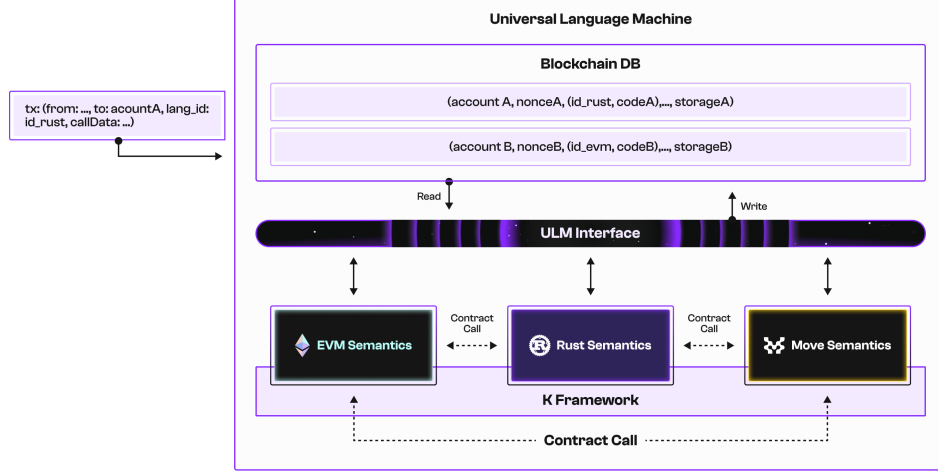 Universal Language Machine
Blockchain DB
(account A, nonceA, (id_rust, codeA),..., storageA)
tx: (from: ..., to: acountA, lang_id:
id_rust, callData: ...)
(account B, nonceB, (id_evm, codeB),..., storageB)
Read
Write
ULM Interface
Contract
Call
Contract
Call
EVM Semantics
Rust Semantics
Move Semantics
K Framework
Contract Call